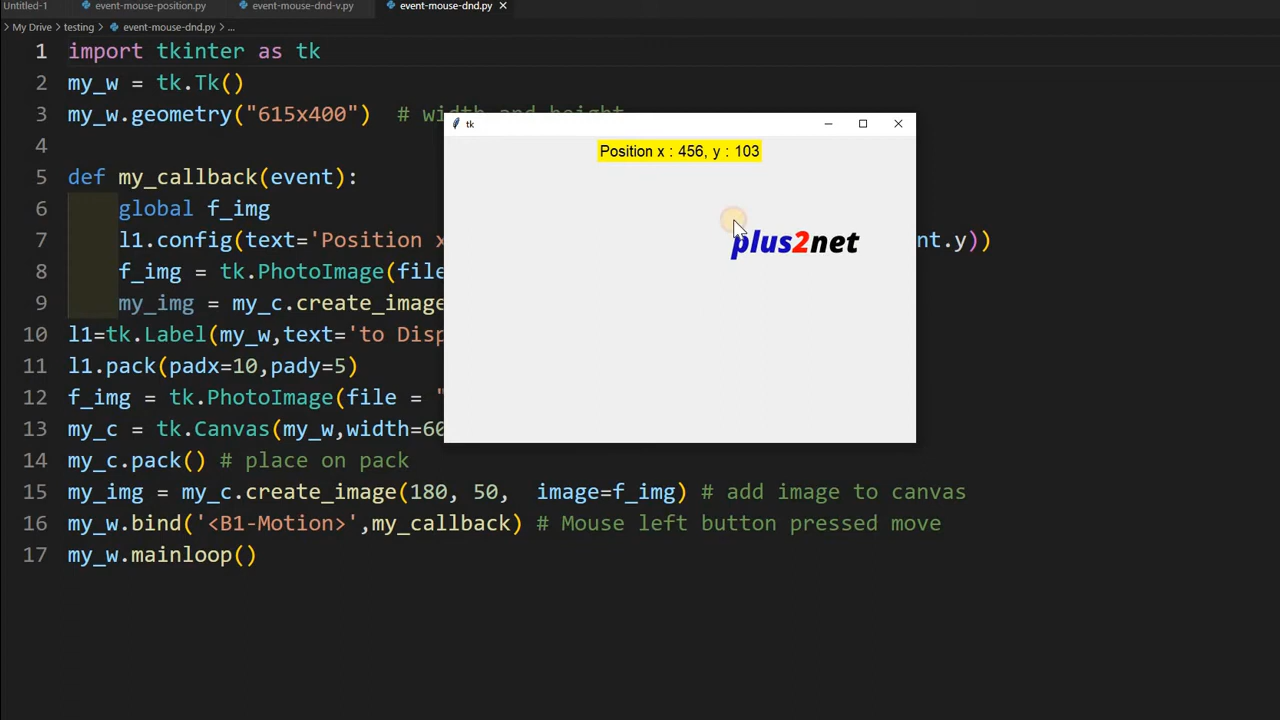 Untitled-1 event-mouse-position.py event-mouse-dnd-v.py event-mouse-dnd.py
> My Drive > testing > event-mouse-dnd.py > ...
1 import tkinter as tk
2 my_w = tk.Tk()
3 my_w.geometry("615x400") # width and height
4
5 def my_callback(event):
6 global f_img
7 l1.config(text='Position x nt.y))
8 f_img = tk.PhotoImage(file
9 my_img = my_c.create_image
10 l1=tk.Label(my_w,text='to Disp
11 l1.pack(padx=10,pady=5)
12 f_img = tk.PhotoImage(file = "
13 my_c = tk.Canvas(my_w,width=60
14 my_c.pack() # place on pack
15 my_img = my_c.create_image(180, 50, image=f_img) # add image to canvas
16 my_w.bind('<B1-Motion>',my_callback) # Mouse left button pressed move
17 my_w.mainloop()
tk
Position x : 456, y : 103
plus2net